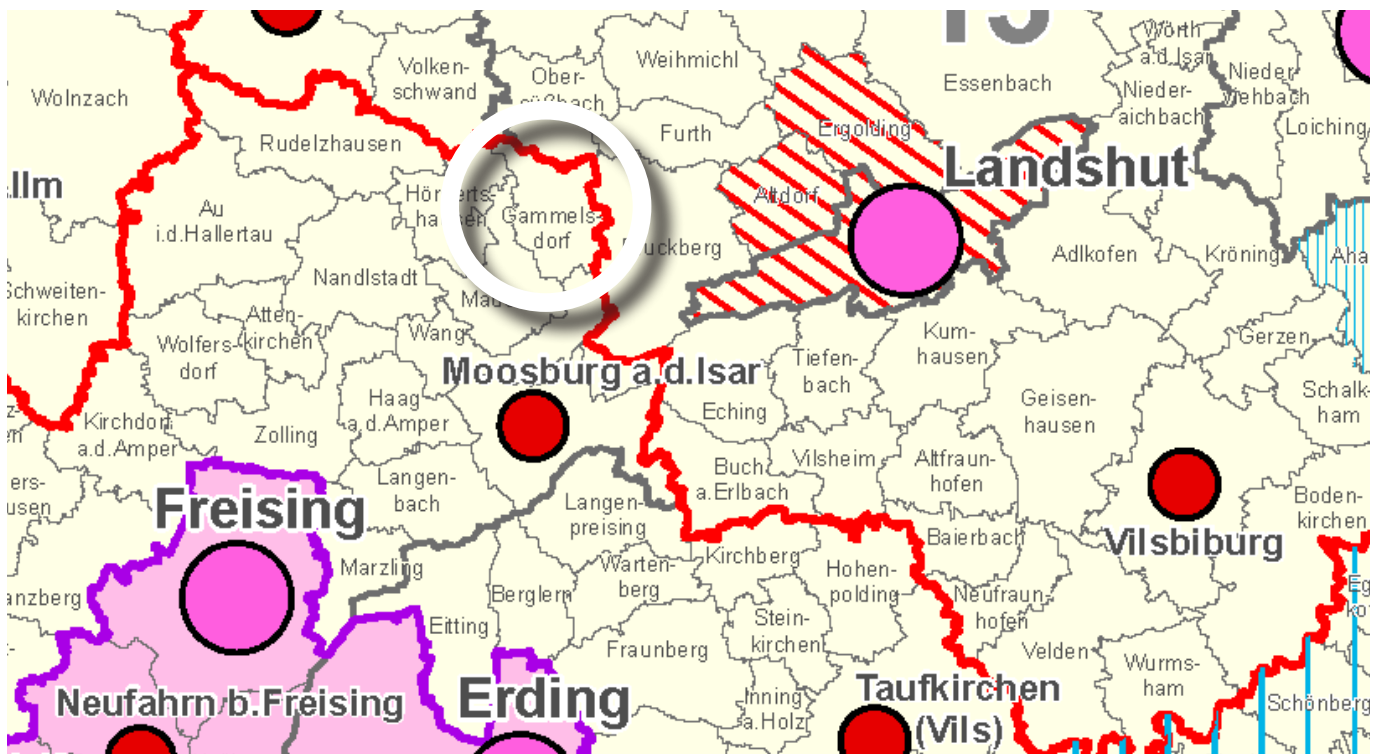 15
Wörth
a.d.Isar
Weihmichl
Volken-
schwand
Ober-
Essenbach
Nieder-
viehbach
Wolnzach
Nieder-
aichbach
Furth
Ergolding
Loiching
Rudelzhausen
Landshut
Altdorf
Au
i.d.Hallertau
Gammels-
dorf
Adlkofen
Kröning
Nandlstadt
Schweiten-
kirchen
Atten-
kirchen
Wang
Wolfers-
dorf
Kum-
hausen
Gerzen
Tiefen-
bach
Moosburg a.d.Isar
Schalk-
ham
Haag
a.d.Amper
Eching
Geisen-
hausen
Kirchdorf
a.d.Amper
Zolling
Buch
a.Erlbach
Vilsheim
Altfraun-
hofen
Langen-
bach
Langen-
preising
Freising
Boden-
kirchen
Baierbach
Vilsbiburg
Kirchberg
Marzling
Warten-
berg
Hohen-
polding
Berglern
Neufraun-
hofen
Eitting
Stein-
kirchen
Fraunberg
Velden
Wurms-
ham
Neufahrn b.Freising
Erding
Inning
a.Holz
Taufkirchen
(Vils)
Schönberg